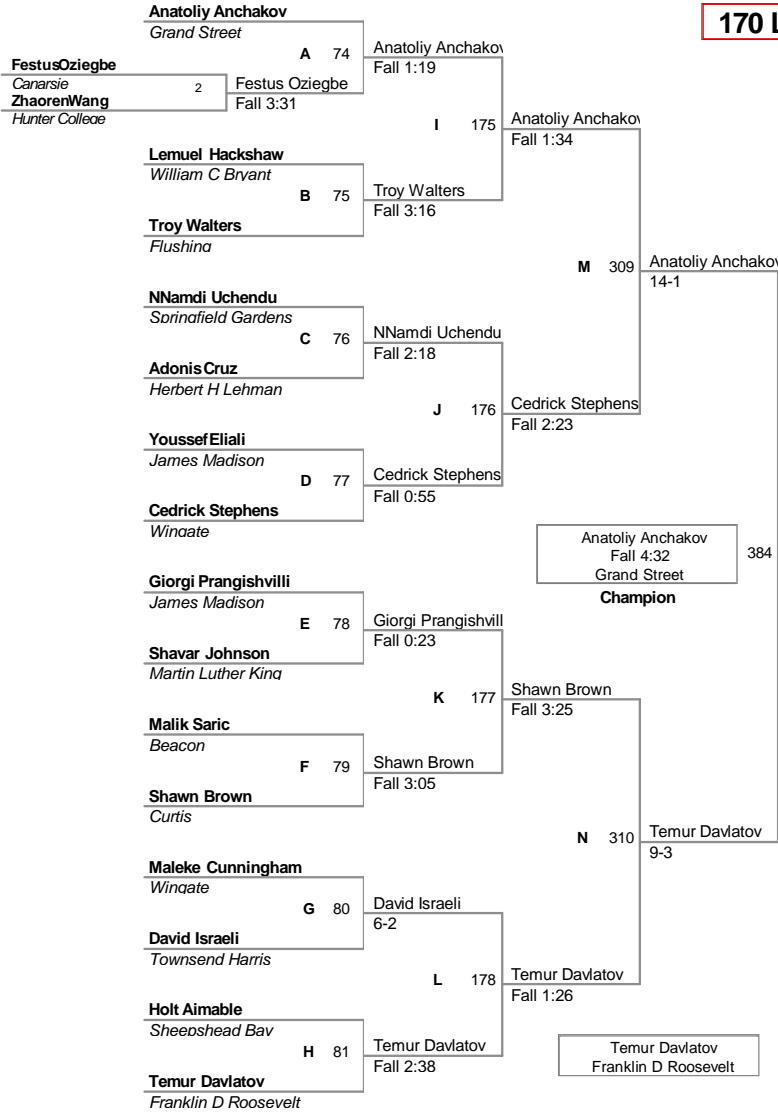 170 L
Anatoliy Anchakov
Grand Street
A 74
FestusOziegbe
Canarsie
2
ZhaorenWang
Hunter College
Festus Oziegbe
Fall 3:31
Anatoliy Anchakov
Fall 1:19
I 175
Anatoliy Anchakov
Fall 1:34
Lemuel Hackshaw
William C Bryant
B 75
Troy Walters
Flushing
Troy Walters
Fall 3:16
M 309
Anatoliy Anchakov
14-1
NNamdi Uchendu
Springfield Gardens
C 76
Adonis Cruz
Herbert H Lehman
NNamdi Uchendu
Fall 2:18
J 176
Cedrick Stephens
Fall 2:23
YoussefEliali
James Madison
D 77
Cedrick Stephens
Wingate
Cedrick Stephens
Fall 0:55
Anatoliy Anchakov
Fall 4:32
Grand Street
384
Champion
Giorgi Prangishvilli
James Madison
E 78
Shavar Johnson
Martin Luther King
Giorgi Prangishvill
Fall 0:23
K 177
Shawn Brown
Fall 3:25
Malik Saric
Beacon
F 79
Shawn Brown
Curtis
Shawn Brown
Fall 3:05
N 310
Temur Davlatov
9-3
Maleke Cunningham
Wingate
G 80
David Israeli
Townsend Harris
David Israeli
6-2
L 178
Temur Davlatov
Fall 1:26
Holt Aimable
Sheepshead Bay
H 81
Temur Davlatov
Franklin D Roosevelt
Temur Davlatov
Fall 2:38
Temur Davlatov
Franklin D Roosevelt